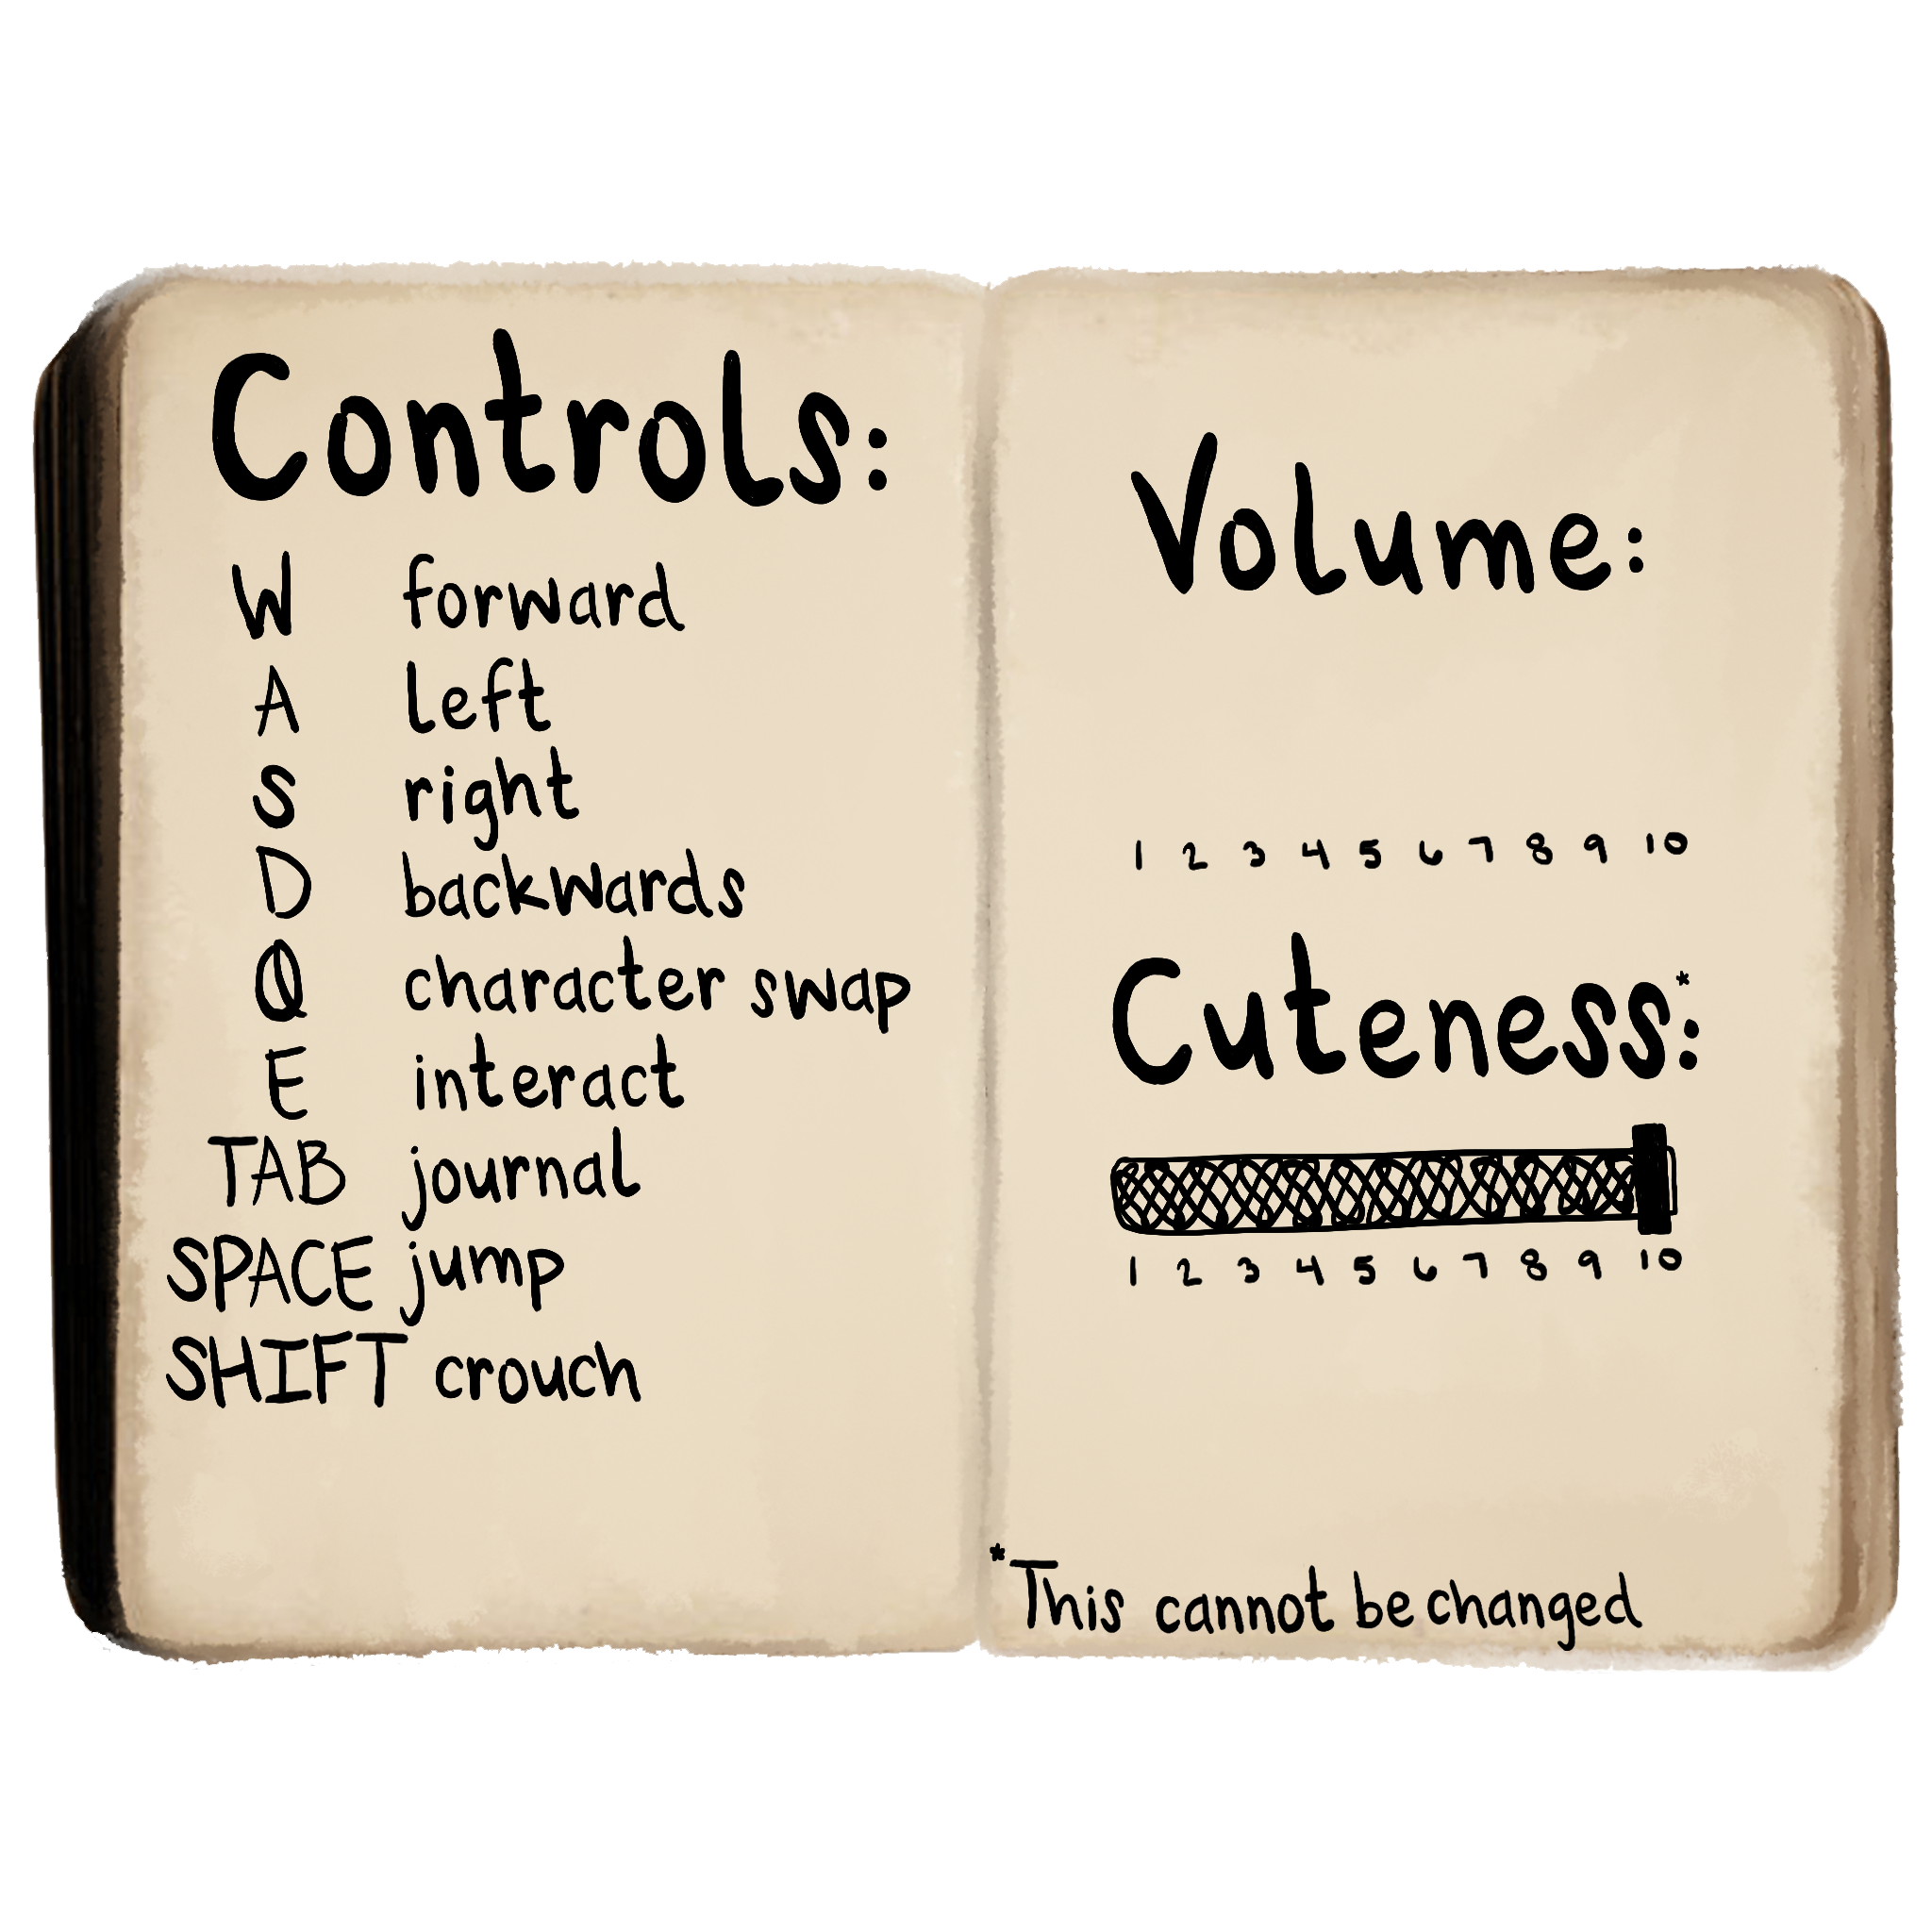 Controls:
W forward
A left
S right
D backwards
Q character swap
E interact
TAB journal
SPACE jump
SHIFT crouch
Volume:
1 2 3 4 5 6 7 8 9 10
Cuteness*:
1 2 3 4 5 6 7 8 9 10
*This cannot be changed